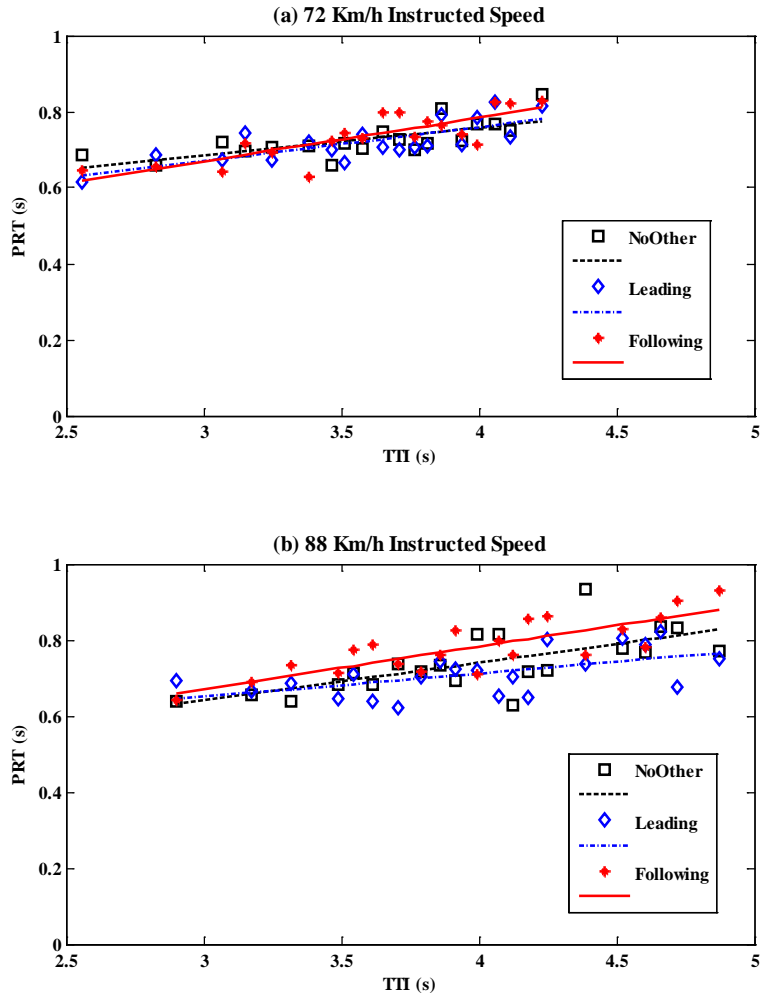 (a) 72 Km/h Instructed Speed
1
0.8
0.6
0.4
0.2
0
PRT (s)
NoOther
Leading
Following
2.5 3 3.5 4 4.5 5
TTI (s)
(b) 88 Km/h Instructed Speed
1
0.8
0.6
0.4
0.2
0
PRT (s)
NoOther
Leading
Following
2.5 3 3.5 4 4.5 5
TTI (s)